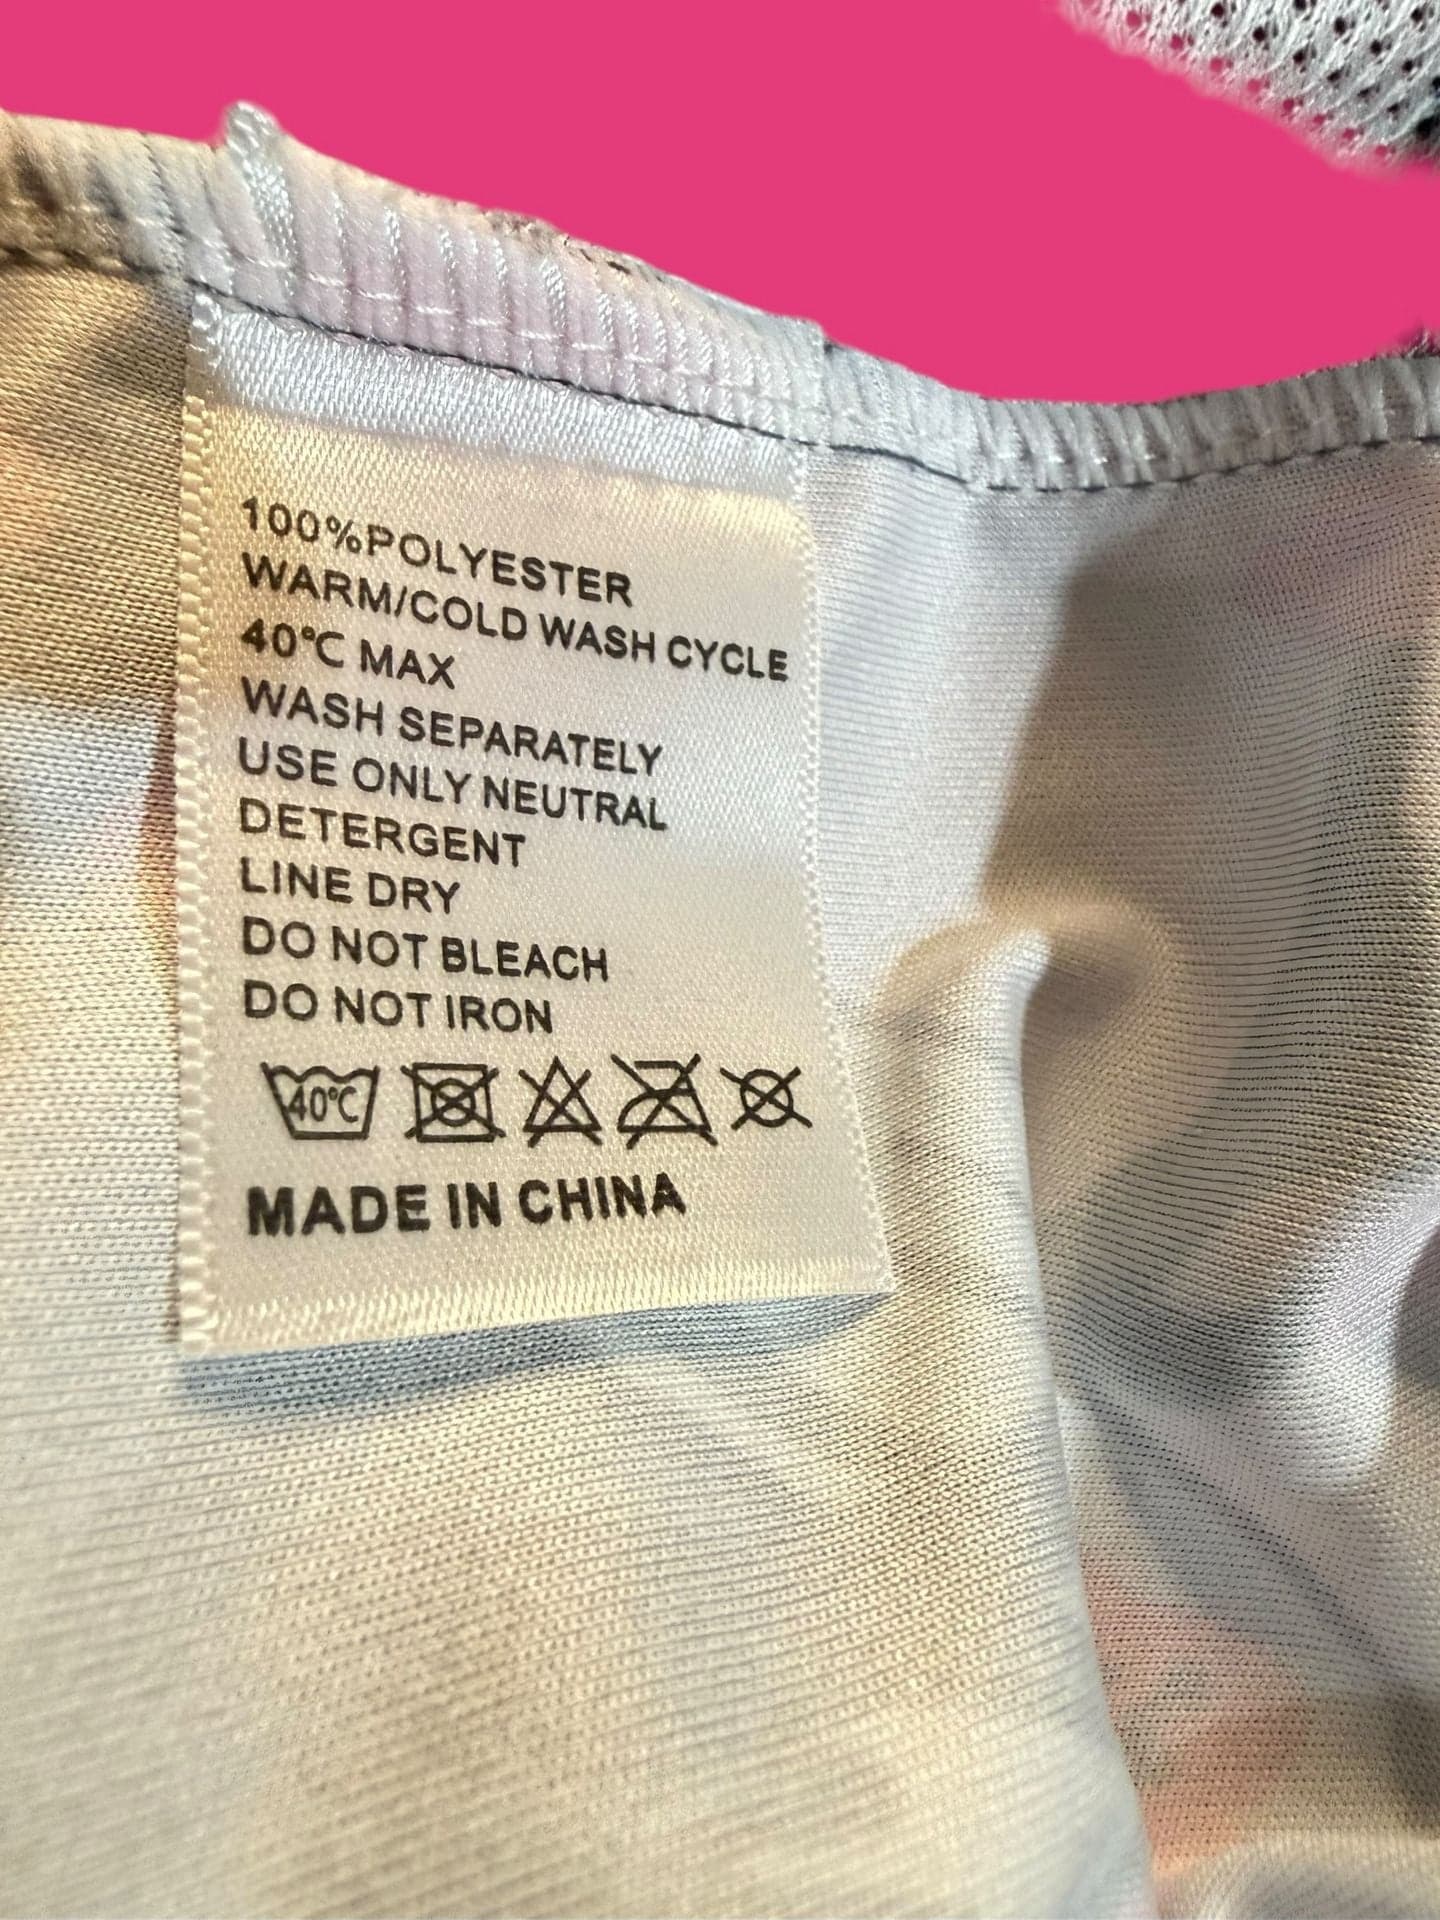 100%POLYESTER
WARM/COLD WASH CYCLE
40°C MAX
WASH SEPARATELY
USE ONLY NEUTRAL
DETERGENT
LINE DRY
DO NOT BLEACH
DO NOT IRON
40°C
MADE IN CHINA